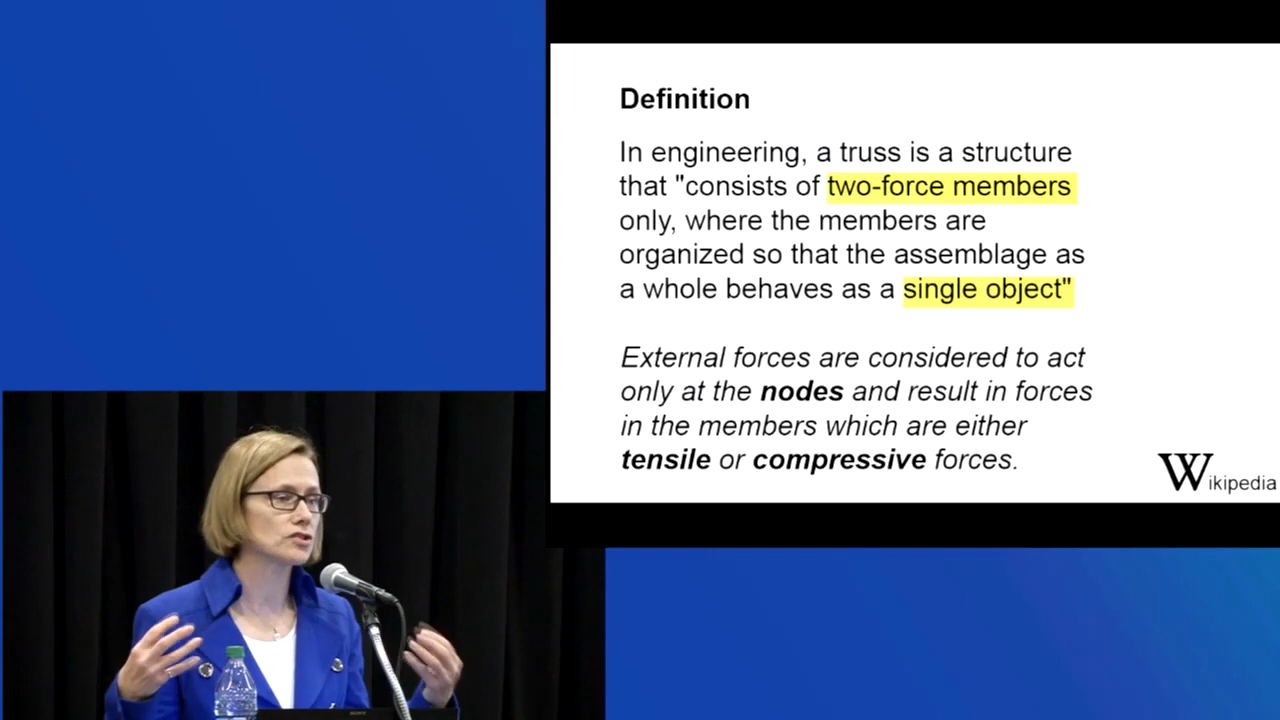 Definition
In engineering, a truss is a structure
that "consists of two-force members
only, where the members are
organized so that the assemblage as
a whole behaves as a single object"
External forces are considered to act
only at the nodes and result in forces
in the members which are either
tensile or compressive forces.
Wikipedia